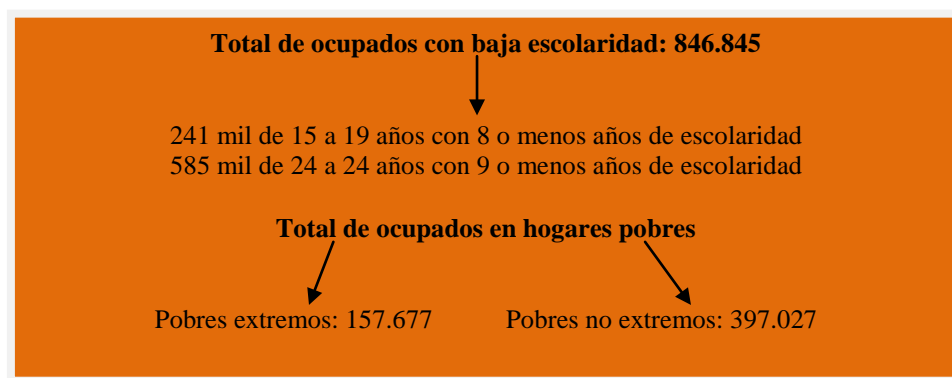 Total de ocupados con baja escolaridad: 846.845
241 mil de 15 a 19 años con 8 o menos años de escolaridad
585 mil de 24 a 24 años con 9 o menos años de escolaridad
Total de ocupados en hogares pobres
Pobres extremos: 157.677 Pobres no extremos: 397.027